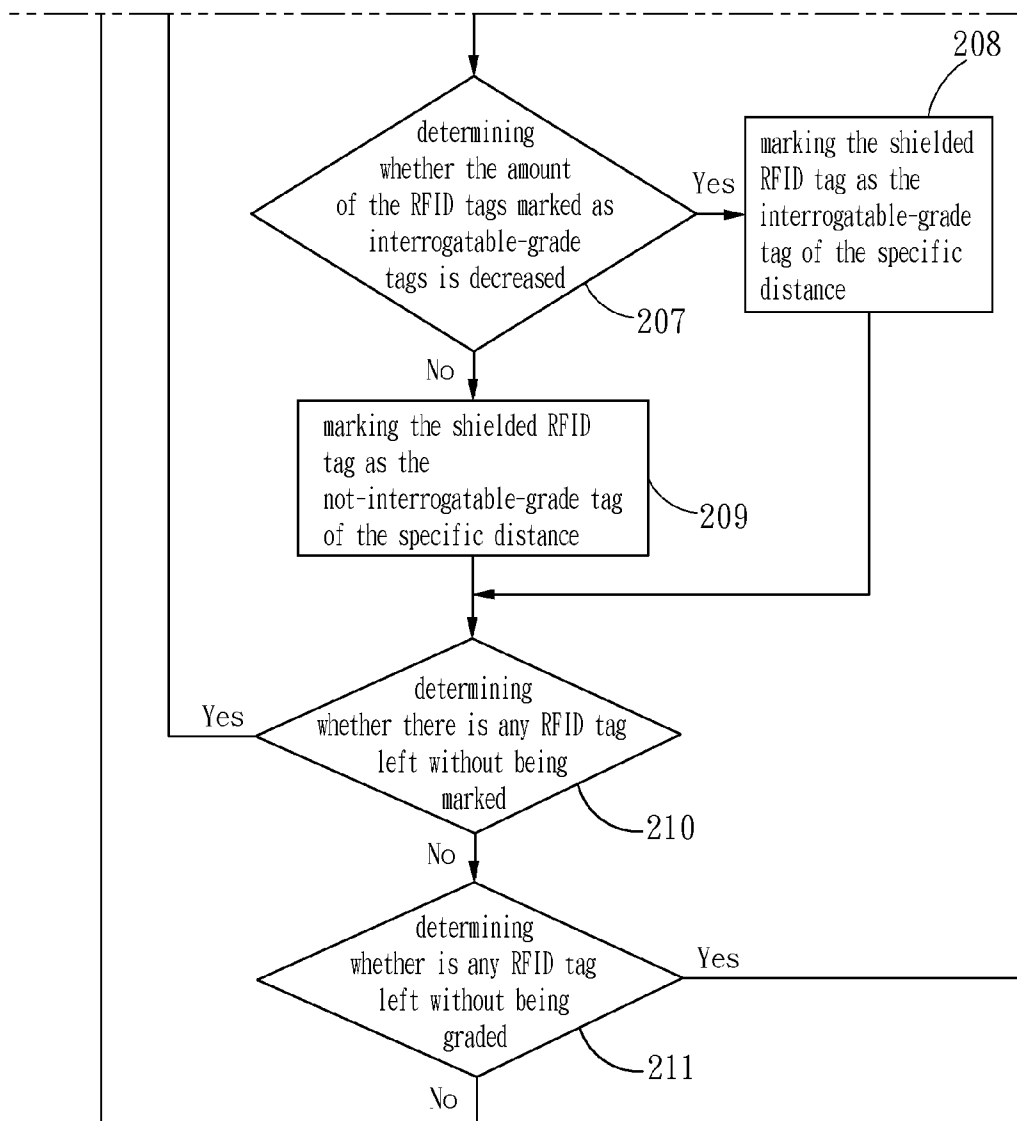 208
determining
whether the amount
of the RFID tags marked as
interrogatable-grade
tags is decreased
Yes
marking the shielded
RFID tag as the
interrogatable-grade
tag of the specific
distance
207
No
marking the shielded RFID
tag as the
not-interrogatable-grade tag
of the specific distance
209
determining
whether there is any RFID tag
left without being
marked
Yes
210
No
determining
whether is any RFID tag
left without being
graded
Yes
211
No